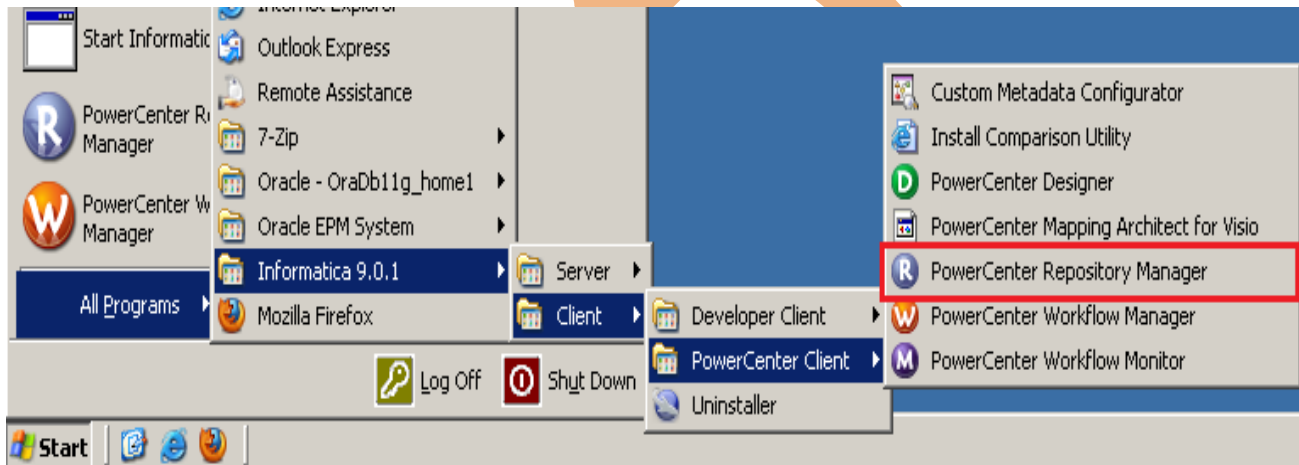 Start Informatic
PowerCenter R
Manager
PowerCenter W
Manager
All Programs
Internet Explorer
Outlook Express
Remote Assistance
7-Zip
Oracle - OraDb11g_home1
Oracle EPM System
Informatica 9.0.1
Mozilla Firefox
Log Off
Shut Down
Server
Client
Developer Client
PowerCenter Client
Uninstaller
Custom Metadata Configurator
Install Comparison Utility
PowerCenter Designer
PowerCenter Mapping Architect for Visio
PowerCenter Repository Manager
PowerCenter Workflow Manager
PowerCenter Workflow Monitor
Start